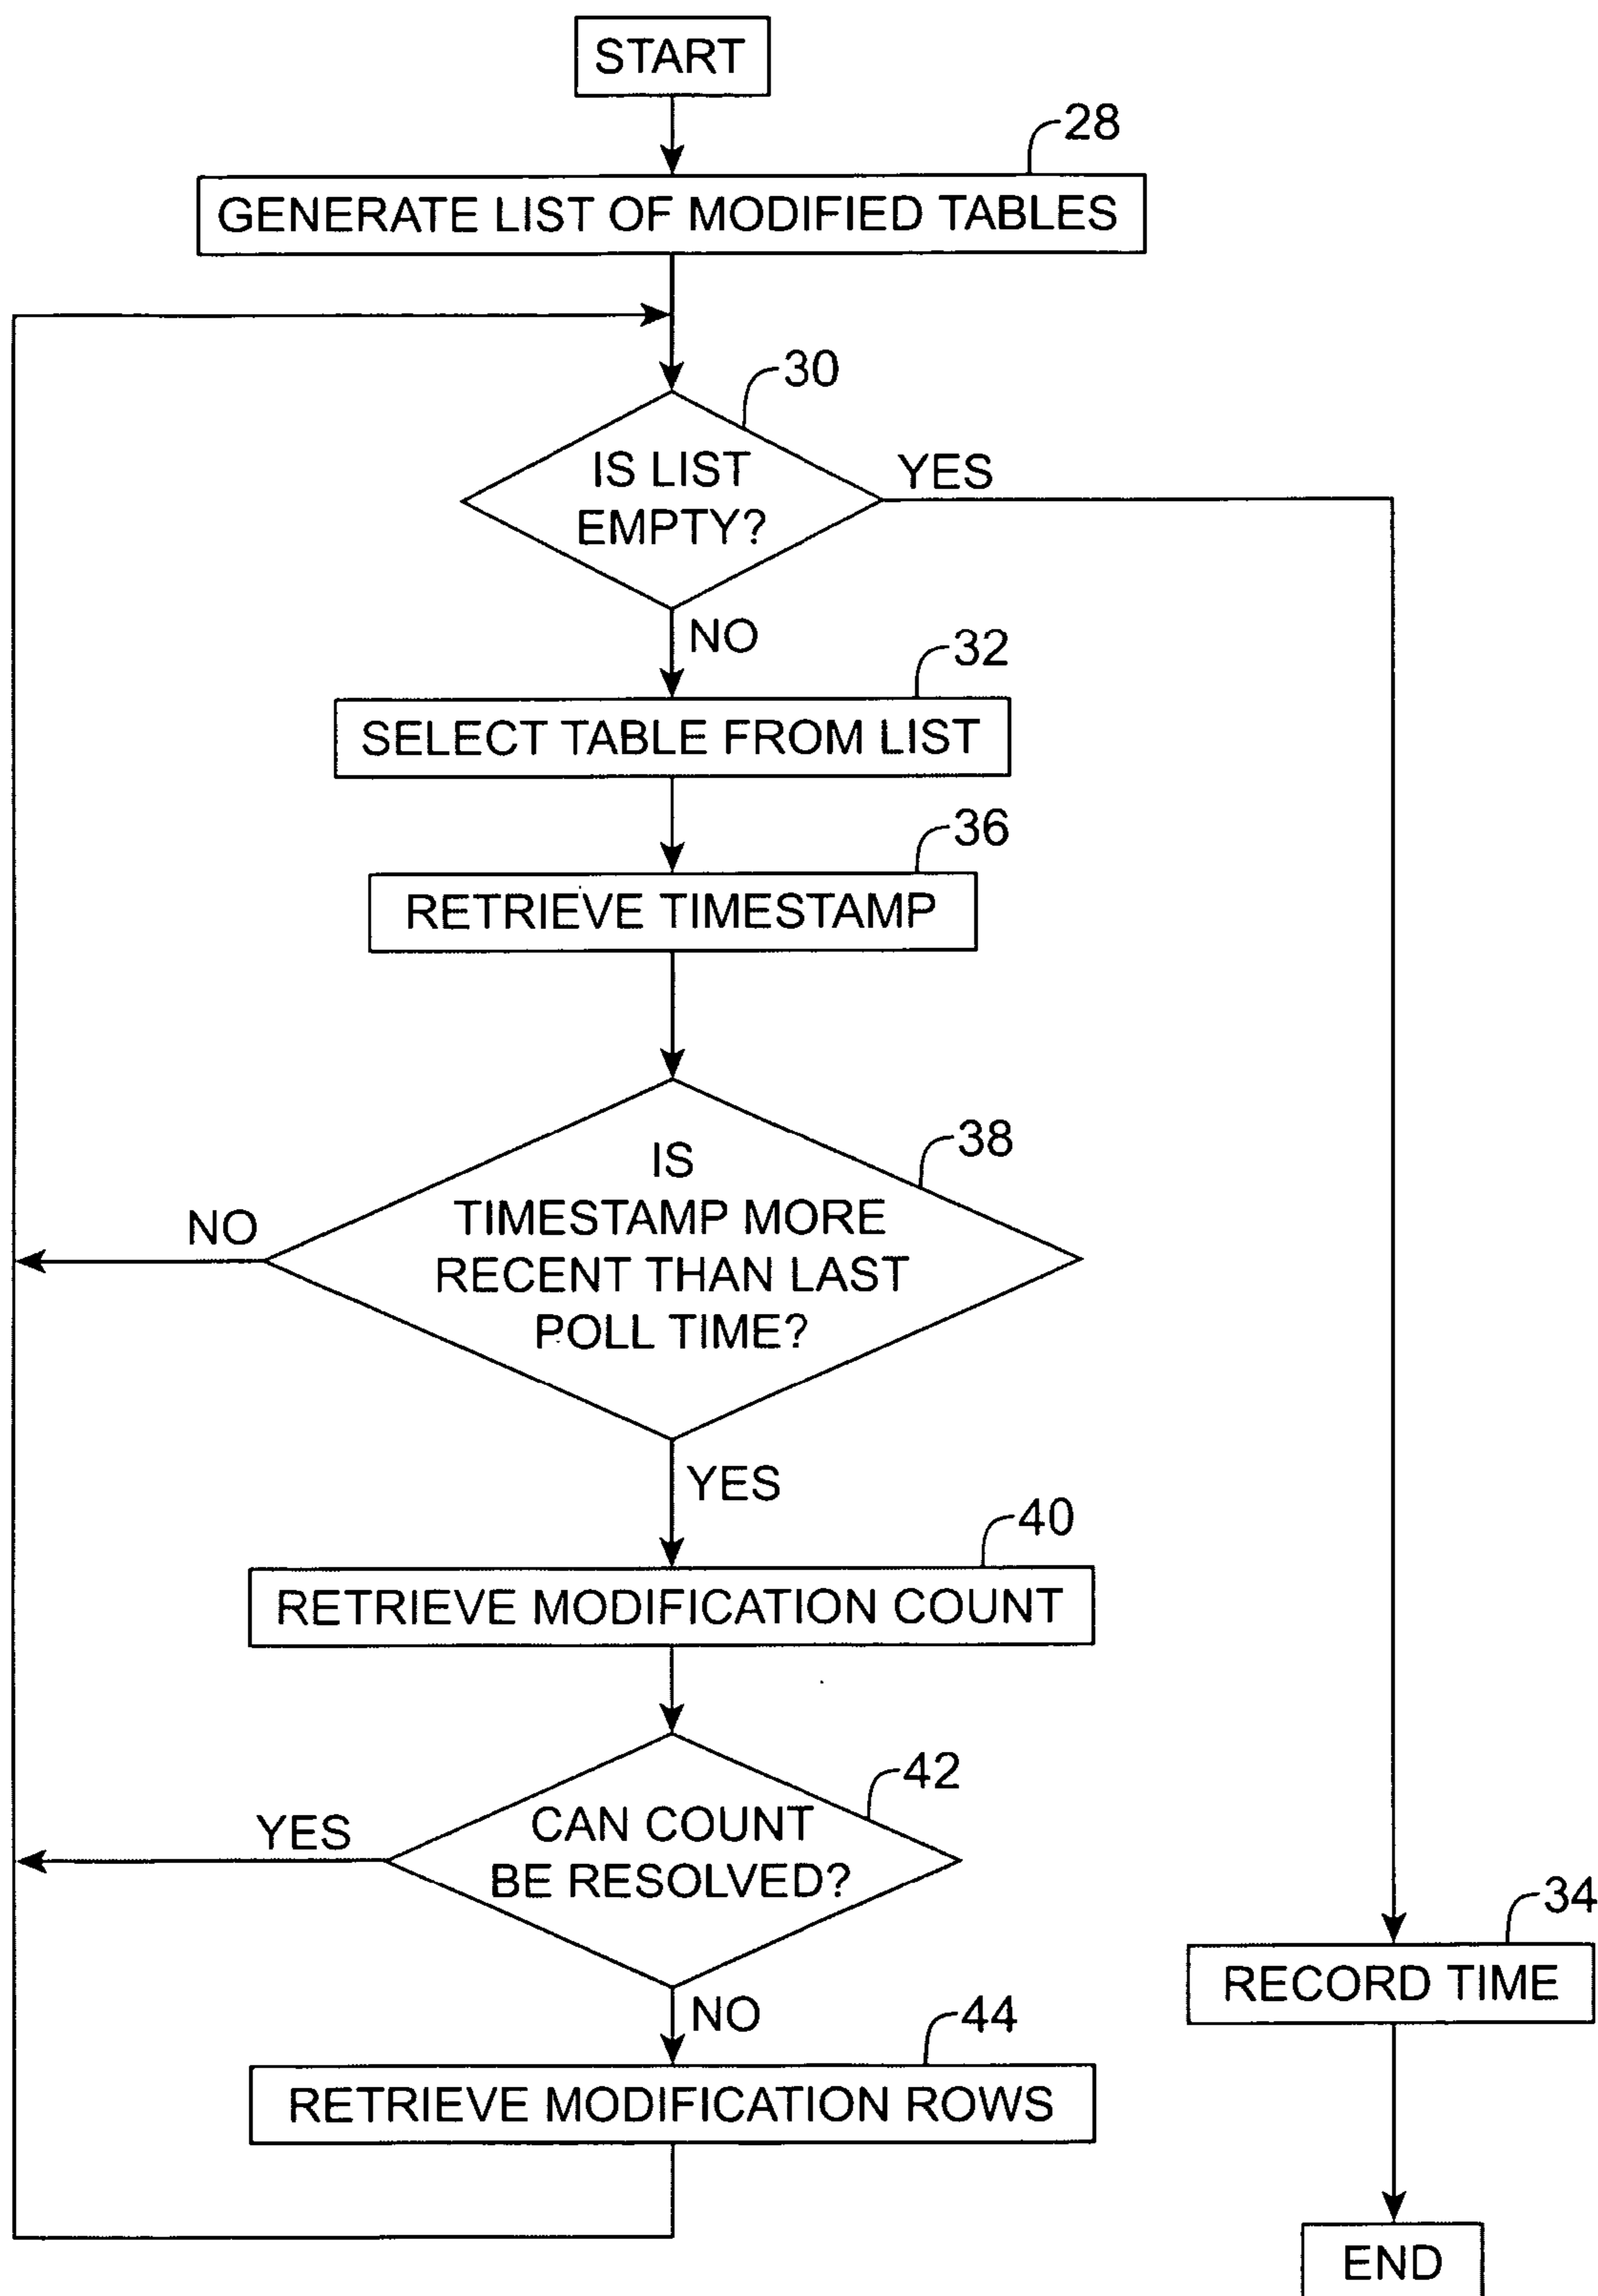 START
28
GENERATE LIST OF MODIFIED TABLES
30
IS LIST
EMPTY?
YES
NO
32
SELECT TABLE FROM LIST
36
RETRIEVE TIMESTAMP
38
IS
TIMESTAMP MORE
RECENT THAN LAST
POLL TIME?
NO
YES
40
RETRIEVE MODIFICATION COUNT
42
CAN COUNT
BE RESOLVED?
YES
NO
34
RECORD TIME
44
RETRIEVE MODIFICATION ROWS
END